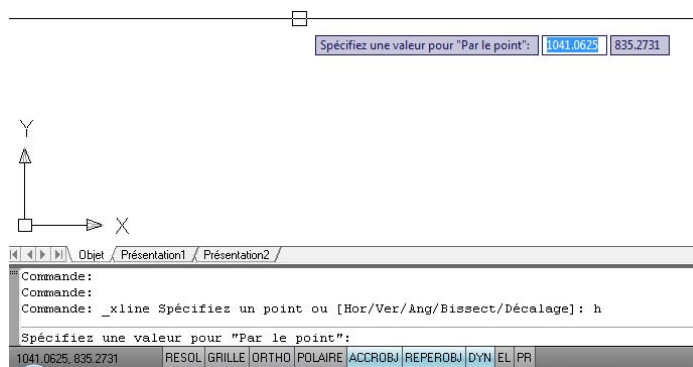 Spécifiez une valeur pour "Par le point": 1041.0625 835.2731
Y
X
Objet Présentation1 Présentation2
Commande:
Commande:
Commande: _xline Spécifiez un point ou [Hor/Ver/Ang/Bissect/Décalage]: h
Spécifiez une valeur pour "Par le point":
1041.0625, 835.2731 RESOL GRILLE ORTHO POLAIRE ACCROBJ REPEROBJ DYN EL PR